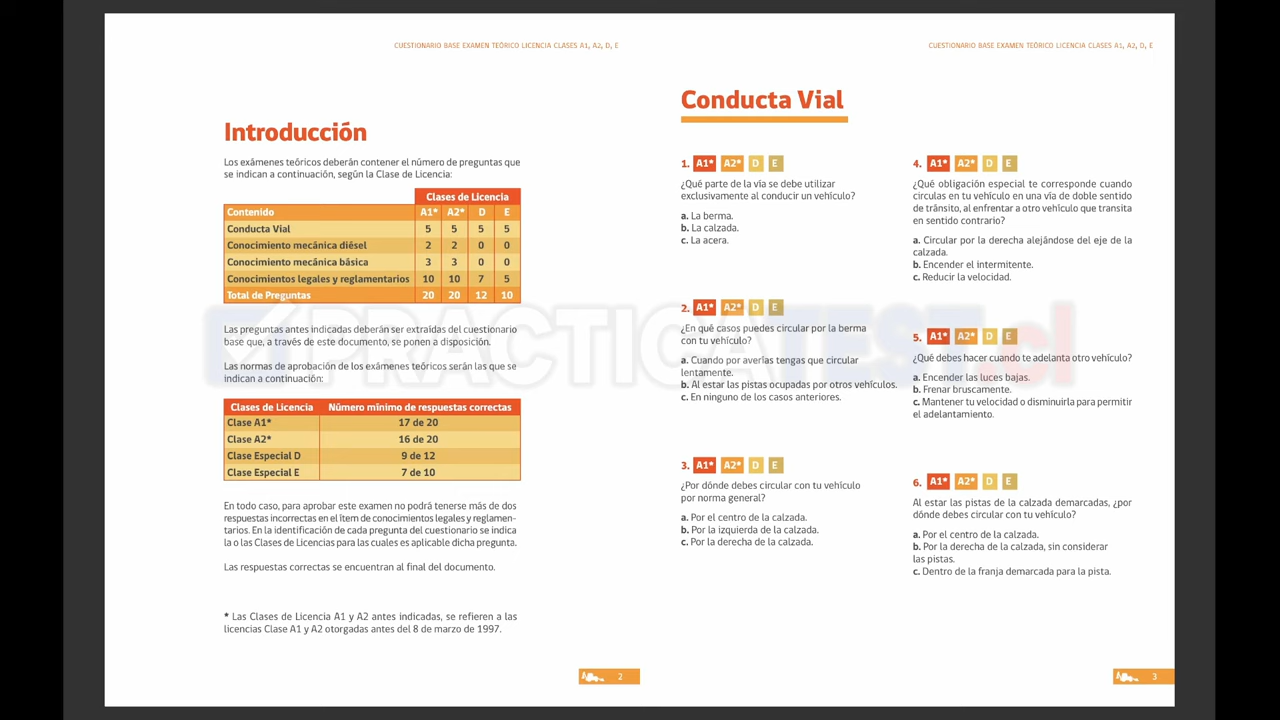 CUESTIONARIO BASE EXAMEN TEÓRICO LICENCIA CLASES A1, A2, D, E
Introducción
Los exámenes teóricos deberán contener el número de preguntas que
se indican a continuación, según la Clase de Licencia:
Clases de Licencia
Contenido A1* A2* D E
Conducta Vial 5 5 5 5
Conocimiento mecánica diésel 2 2 0 0
Conocimiento mecánica básica 3 3 0 0
Conocimientos legales y reglamentarios 10 10 7 5
Total de Preguntas 20 20 12 10
Las preguntas antes indicadas deberán ser extraídas del cuestionario
base que, a través de este documento, se ponen a disposición.
Las normas de aprobación de los exámenes teóricos serán las que se
indican a continuación:
Clases de Licencia Número mínimo de respuestas correctas
Clase A1* 17 de 20
Clase A2* 16 de 20
Clase Especial D 9 de 12
Clase Especial E 7 de 10
En todo caso, para aprobar este examen no podrá tenerse más de dos
respuestas incorrectas en el ítem de conocimientos legales y reglamen-
tarios. En la identificación de cada pregunta del cuestionario se indica
la o las Clases de Licencias para las cuales es aplicable dicha pregunta.
Las respuestas correctas se encuentran al final del documento.
* Las Clases de Licencia A1 y A2 antes indicadas, se refieren a las
licencias Clase A1 y A2 otorgadas antes del 8 de marzo de 1997.
2
CUESTIONARIO BASE EXAMEN TEÓRICO LICENCIA CLASES A1, A2, D, E
Conducta Vial
1. A1* A2* D E
¿Qué parte de la vía se debe utilizar
exclusivamente al conducir un vehículo?
a. La berma.
b. La calzada.
c. La acera.
2. A1* A2* D E
¿En qué casos puedes circular por la berma
con tu vehículo?
a. Cuando por averías tengas que circular
lentamente.
b. Al estar las pistas ocupadas por otros vehículos.
c. En ninguno de los casos anteriores.
3. A1* A2* D E
¿Por dónde debes circular con tu vehículo
por norma general?
a. Por el centro de la calzada.
b. Por la izquierda de la calzada.
c. Por la derecha de la calzada.
4. A1* A2* D E
¿Qué obligación especial te corresponde cuando
circulas en tu vehículo en una vía de doble sentido
de tránsito, al enfrentar a otro vehículo que transita
en sentido contrario?
a. Circular por la derecha alejándose del eje de la
calzada.
b. Encender el intermitente.
c. Reducir la velocidad.
5. A1* A2* D E
¿Qué debes hacer cuando te adelanta otro vehículo?
a. Encender las luces bajas.
b. Frenar bruscamente.
c. Mantener tu velocidad o disminuirla para permitir
el adelantamiento.
6. A1* A2* D E
Al estar las pistas de la calzada demarcadas, ¿por
dónde debes circular con tu vehículo?
a. Por el centro de la calzada.
b. Por la derecha de la calzada, sin considerar
las pistas.
c. Dentro de la franja demarcada para la pista.
3
PRACTICATEST.cl